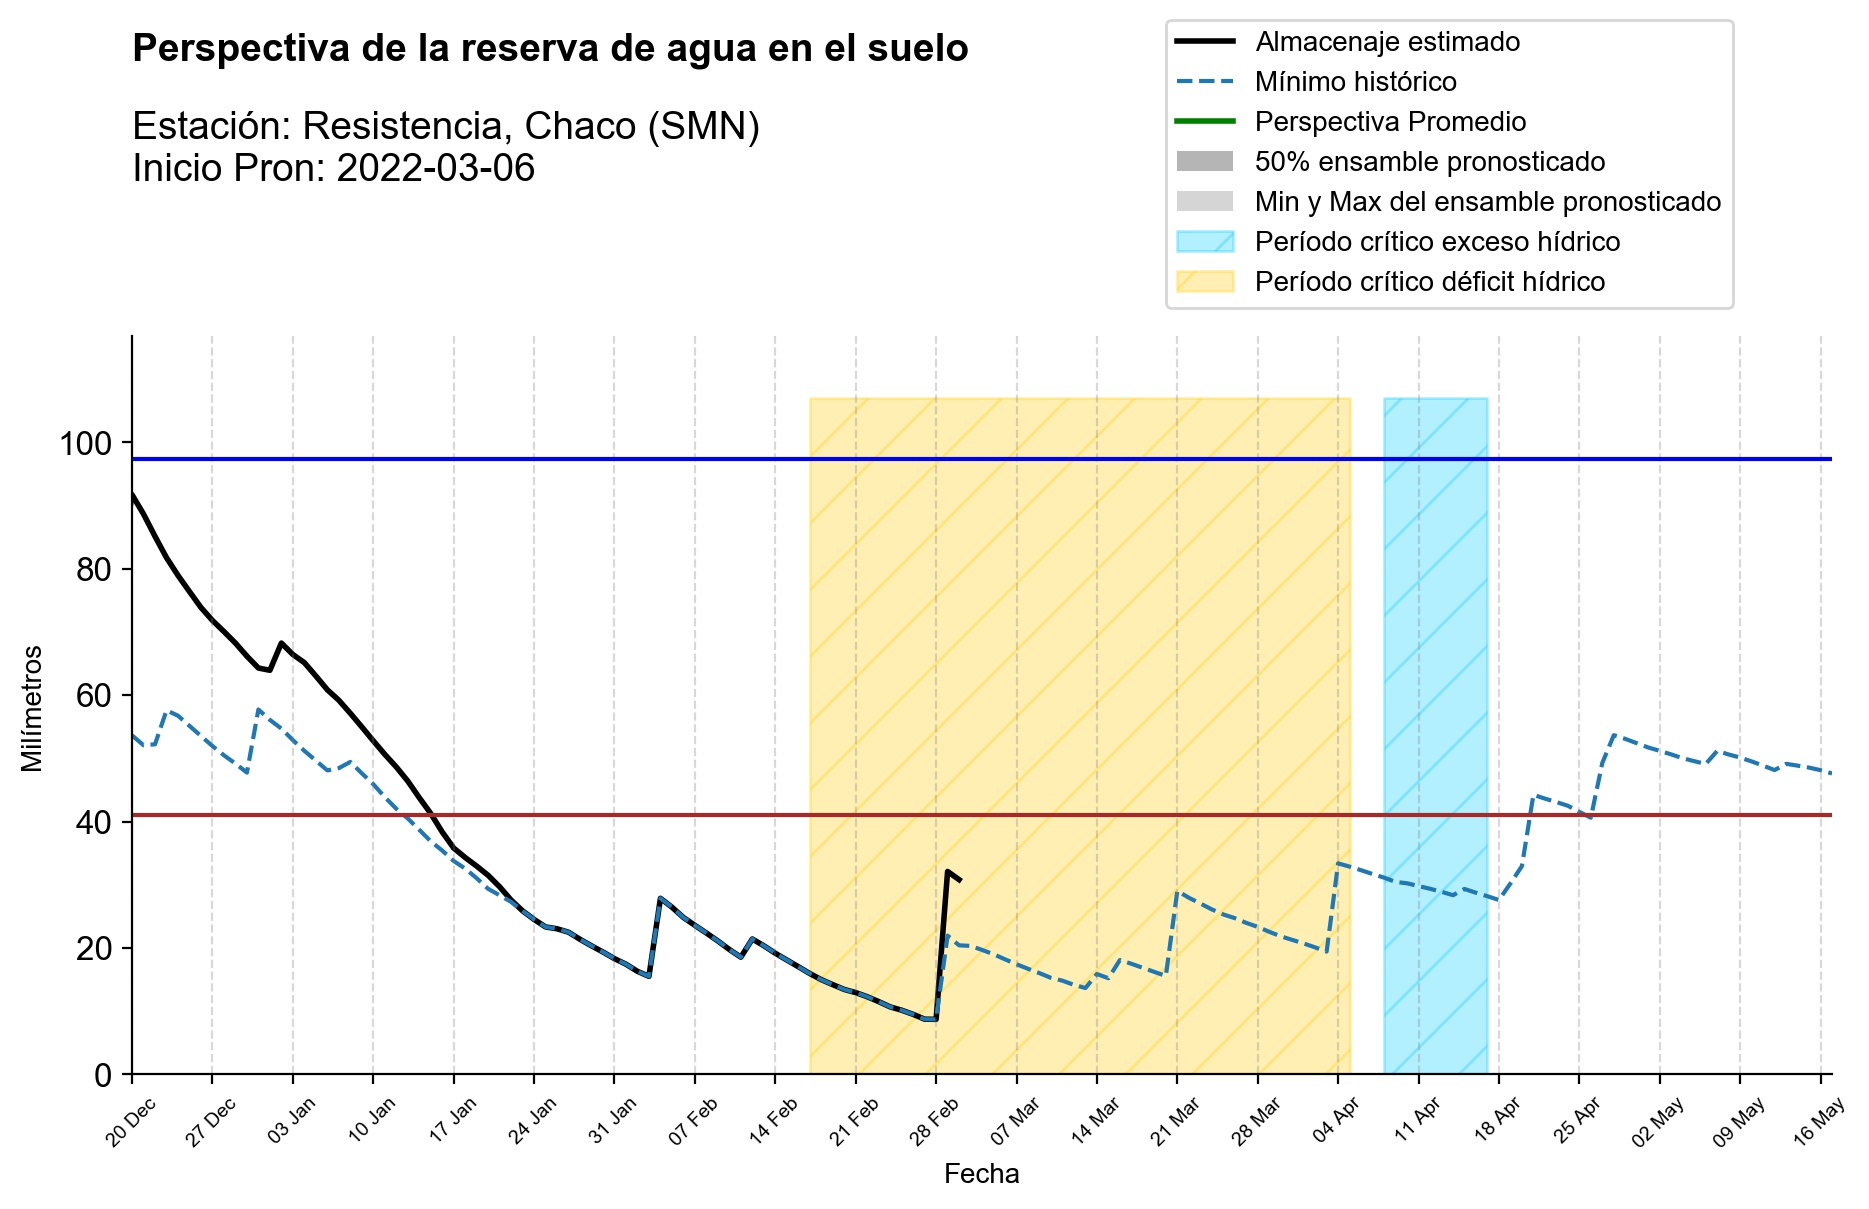 Perspectiva de la reserva de agua en el suelo
Estación: Resistencia, Chaco (SMN)
Inicio Pron: 2022-03-06
Almacenaje estimado
Mínimo histórico
Perspectiva Promedio
50% ensamble pronosticado
Min y Max del ensamble pronosticado
Período crítico exceso hídrico
Período crítico déficit hídrico
Milímetros
100
80
60
40
20
0
20 Dec
27 Dec
03 Jan
10 Jan
17 Jan
24 Jan
31 Jan
07 Feb
14 Feb
21 Feb
28 Feb
07 Mar
14 Mar
21 Mar
28 Mar
04 Apr
11 Apr
18 Apr
25 Apr
02 May
09 May
16 May
Fecha